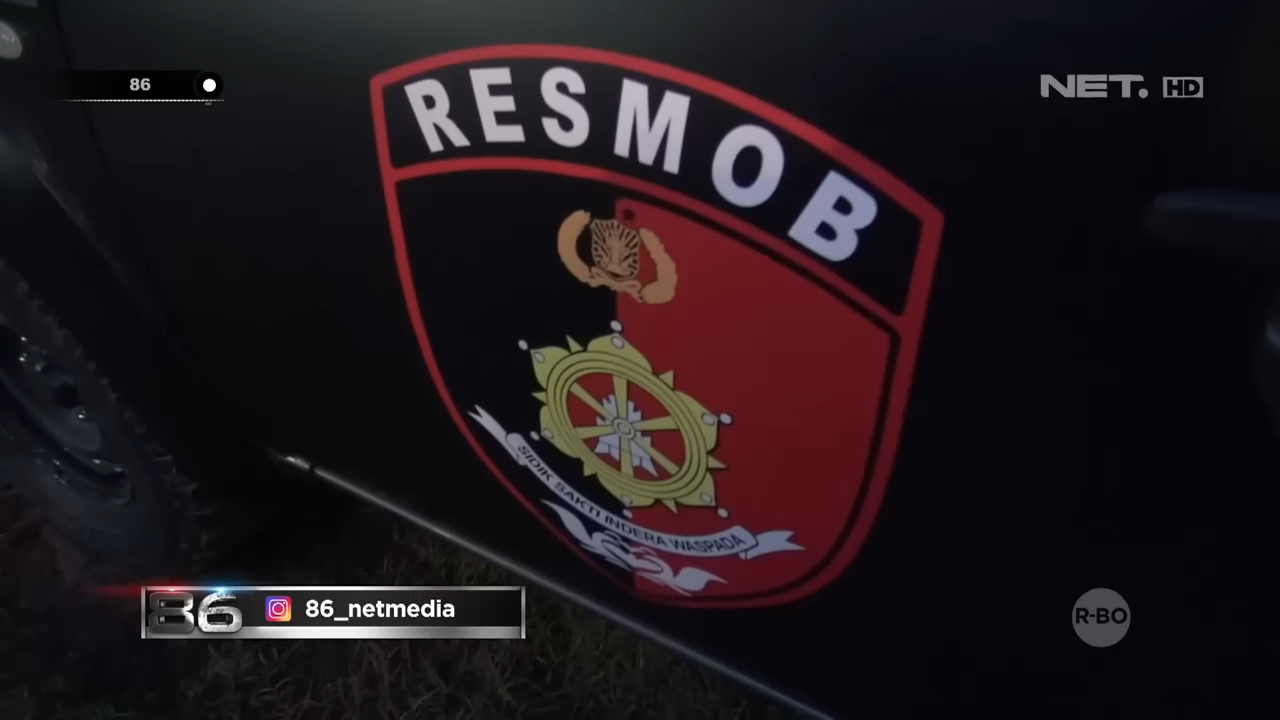 86
NET. HD
RESMOB
SIDIK SAKTI INDERA WASPADA
86 86_netmedia
R-BO